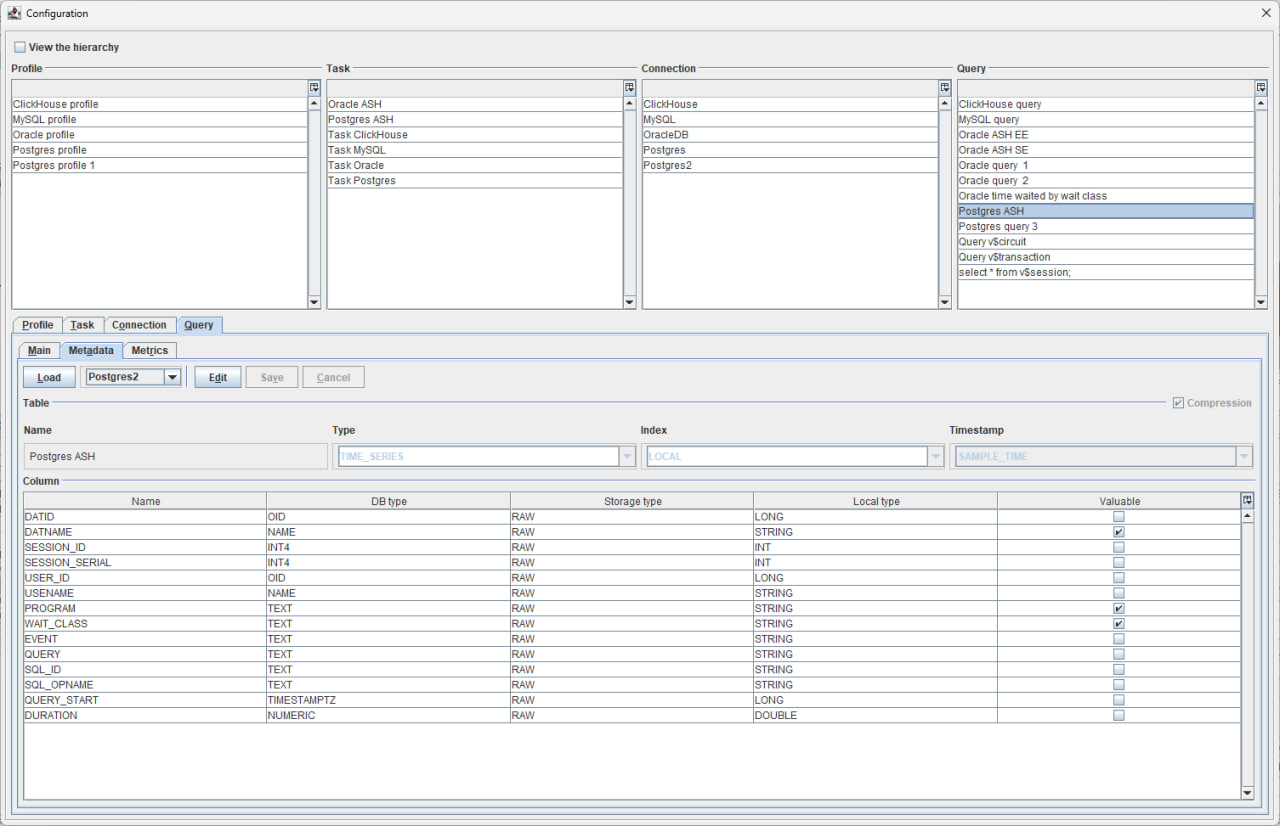 Configuration
View the hierarchy
Profile Task Connection Query
ClickHouse profile Oracle ASH ClickHouse ClickHouse query
MySQL profile Postgres ASH MySQL MySQL query
Oracle profile Task ClickHouse OracleDB Oracle ASH EE
Postgres profile Task MySQL Postgres Oracle ASH SE
Postgres profile 1 Task Oracle Postgres2 Oracle query  1
Task Postgres Oracle query  2
Oracle time waited by wait class
Postgres ASH
Postgres query 3
Query v$circuit
Query v$transaction
select * from v$session;
Profile Task Connection Query
Main Metadata Metrics
Load Postgres2 Edit Save Cancel
Table Compression
Name Type Index Timestamp
Postgres ASH TIME_SERIES LOCAL SAMPLE_TIME
Column
Name DB type Storage type Local type Valuable
DATID OID RAW LONG
DATNAME NAME RAW STRING
SESSION_ID INT4 RAW INT
SESSION_SERIAL INT4 RAW INT
USER_ID OID RAW LONG
USENAME NAME RAW STRING
PROGRAM TEXT RAW STRING
WAIT_CLASS TEXT RAW STRING
EVENT TEXT RAW STRING
QUERY TEXT RAW STRING
SQL_ID TEXT RAW STRING
SQL_OPNAME TEXT RAW STRING
QUERY_START TIMESTAMPTZ RAW LONG
DURATION NUMERIC RAW DOUBLE